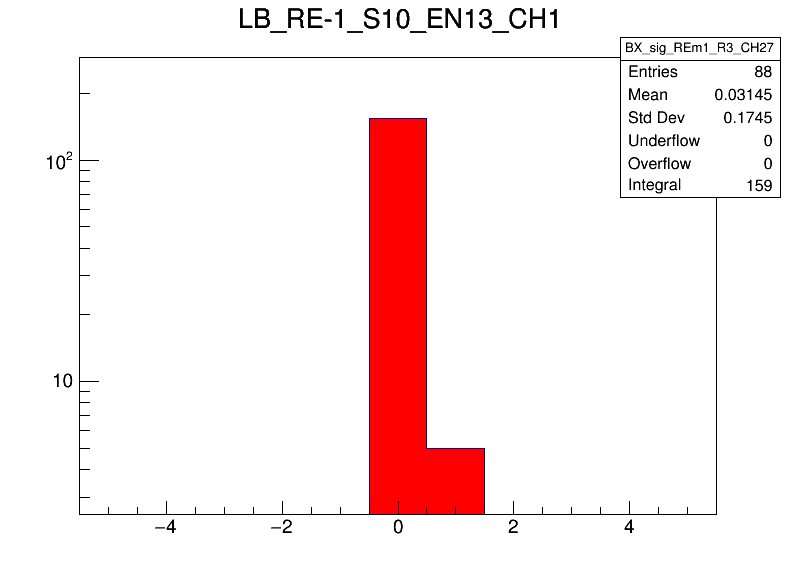 LB_RE-1_S10_EN13_CH1
BX_sig_REm1_R3_CH27
Entries 88
Mean 0.03145
Std Dev 0.1745
Underflow 0
Overflow 0
Integral 159
10²
10
−4 −2 0 2 4